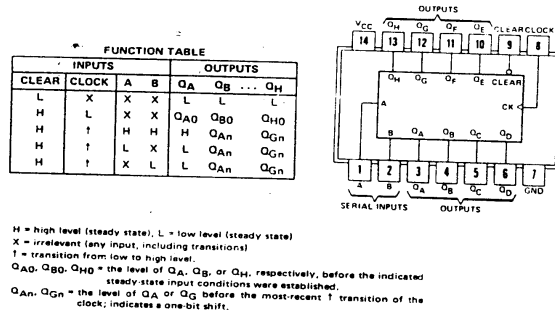 FUNCTION TABLE
INPUTS OUTPUTS
CLEAR CLOCK A B QA QB ... QH
L X X X L L L
H L X X QA0 QB0 QH0
H ↑ H H H QAn QGn
H ↑ L X L QAn QGn
H ↑ X L L QAn QGn
H = high level (steady state), L = low level (steady state)
X = irrelevant (any input, including transitions)
↑ = transition from low to high level.
QA0, QB0, QH0 = the level of QA, QB, or QH, respectively, before the indicated
steady-state input conditions were established.
QAn, QGn = the level of QA or QG before the most-recent ↑ transition of the
clock; indicates a one-bit shift.
OUTPUTS
VCC QH QG QF QE CLEAR CLOCK
14 13 12 11 10 9 8
QH QG QF QE CLEAR
CK
A
B QA QB QC QD
1 2 3 4 5 6 7
A B QA QB QC QD GND
SERIAL INPUTS OUTPUTS